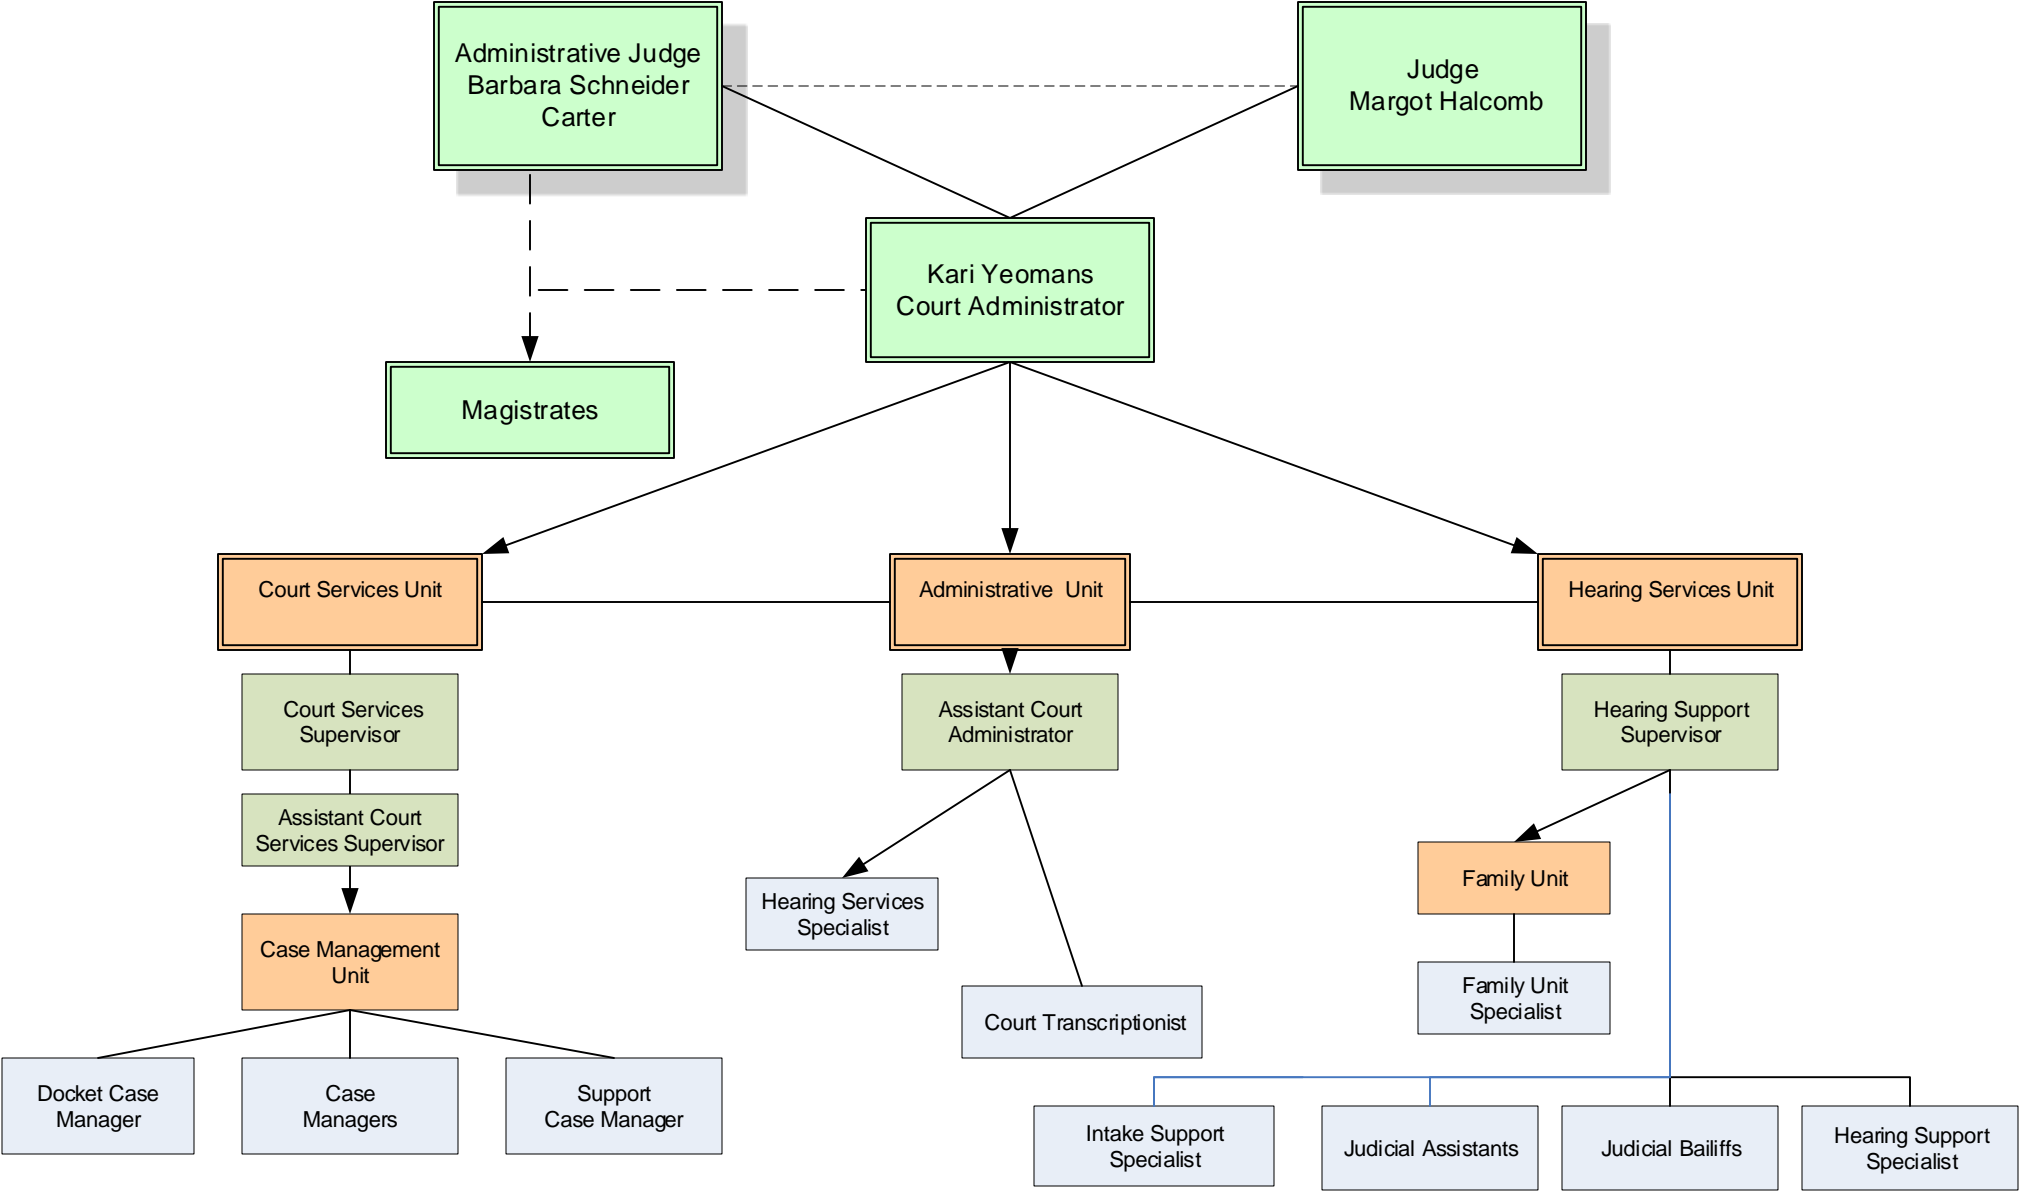 Administrative Judge
Barbara Schneider
Carter
Judge
Margot Halcomb
Kari Yeomans
Court Administrator
Magistrates
Court Services Unit
Administrative Unit
Hearing Services Unit
Court Services
Supervisor
Assistant Court
Administrator
Hearing Support
Supervisor
Assistant Court
Services Supervisor
Family Unit
Hearing Services
Specialist
Case Management
Unit
Family Unit
Specialist
Court Transcriptionist
Docket Case
Manager
Case
Managers
Support
Case Manager
Intake Support
Specialist
Judicial Assistants
Judicial Bailiffs
Hearing Support
Specialist